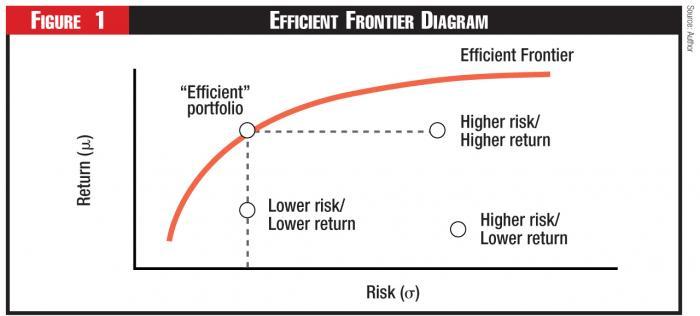 FIGURE 1
EFFICIENT FRONTIER DIAGRAM
Source: Author
Efficient Frontier
“Efficient”
portfolio
Higher risk/
Higher return
Return (μ)
Lower risk/
Lower return
Higher risk/
Lower return
Risk (σ)